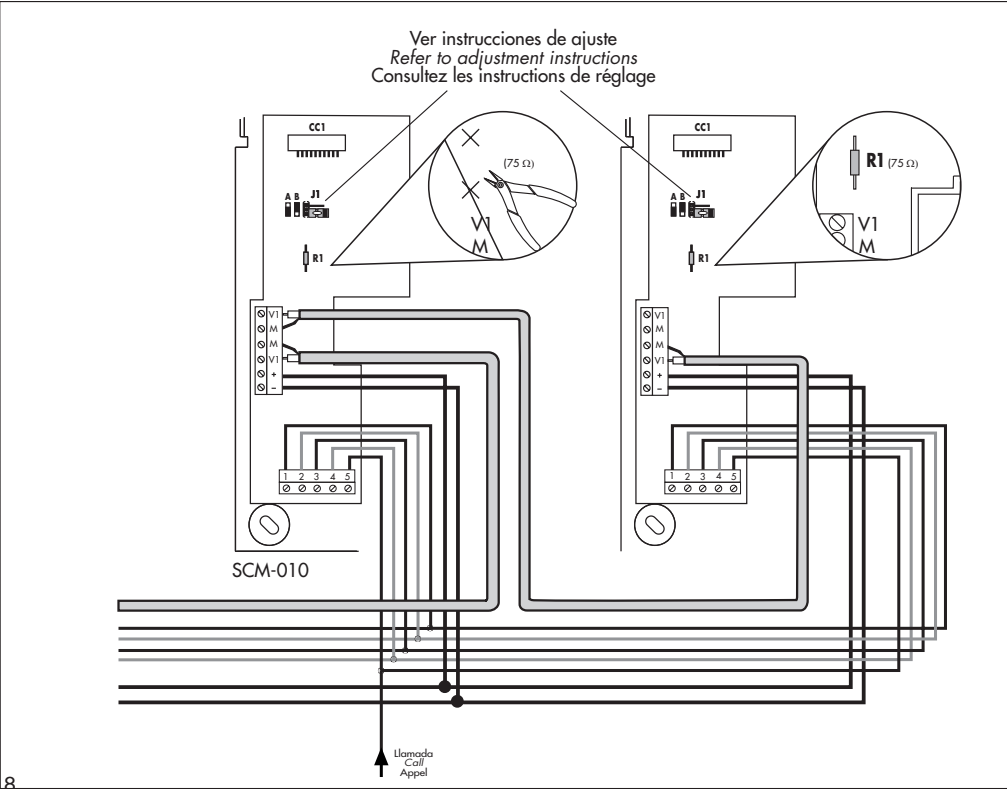 Ver instrucciones de ajuste
Refer to adjustment instructions
Consultez les instructions de réglage
CC1
A B
J1
R1
(75 Ω)
V1
M
V1
M
M
V1
+
-
1 2 3 4 5
SCM-010
CC1
A B
J1
R1
R1 (75 Ω)
V1
M
V1
M
M
V1
+
-
1 2 3 4 5
Llamada
Call
Appel
8